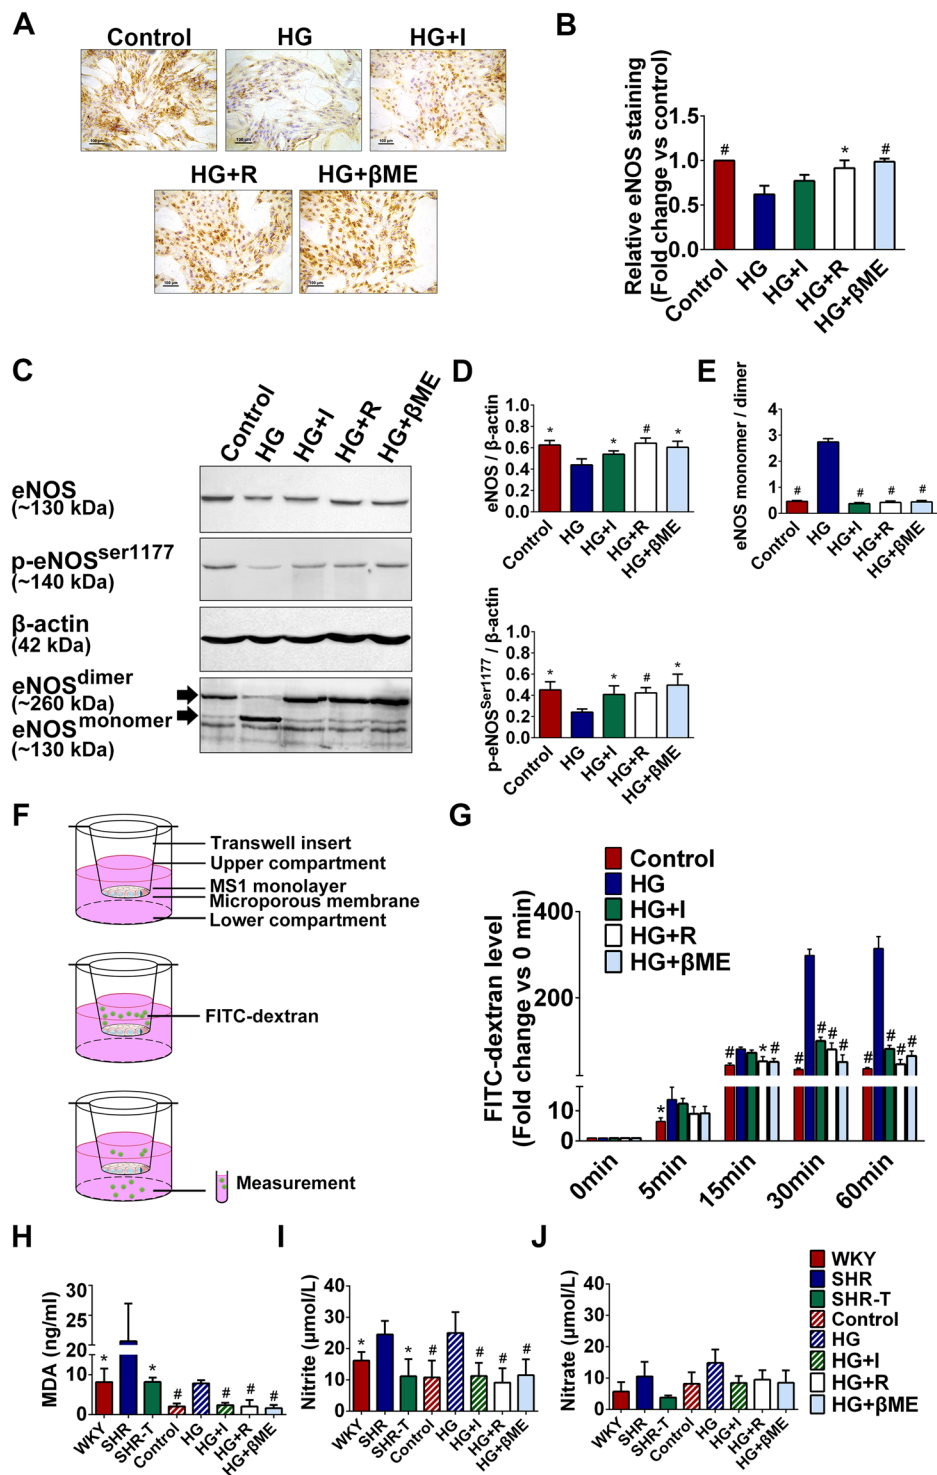 A
Control
HG
HG+I
100 μm
100 μm
100 μm
HG+R
HG+βME
100 μm
100 μm
B
Relative eNOS staining
(Fold change vs control)
1.5
1.0
0.5
0.0
#
*
#
Control
HG
HG+I
HG+R
HG+βME
C
Control
HG
HG+I
HG+R
HG+βME
eNOS
(~130 kDa)
p-eNOSser1177
(~140 kDa)
β-actin
(42 kDa)
eNOSdimer
(~260 kDa)
eNOSmonomer
(~130 kDa)
D
eNOS / β-actin
1.0
0.8
0.6
0.4
0.2
0.0
*
*
#
*
Control
HG
HG+I
HG+R
HG+βME
p-eNOSSer1177 / β-actin
1.0
0.8
0.6
0.4
0.2
0.0
*
*
#
*
Control
HG
HG+I
HG+R
HG+βME
E
eNOS monomer / dimer
4
3
2
1
0
#
#
#
#
Control
HG
HG+I
HG+R
HG+βME
F
Transwell insert
Upper compartment
MS1 monolayer
Microporous membrane
Lower compartment
FITC-dextran
Measurement
G
Control
HG
HG+I
HG+R
HG+βME
FITC-dextran level
(Fold change vs 0 min)
400
200
10
0
*
# * #
# # # #
# # # #
0min
5min
15min
30min
60min
H
MDA (ng/ml)
30
25
20
10
0
* * # # # #
WKY
SHR
SHR-T
Control
HG
HG+I
HG+R
HG+βME
I
Nitrite (μmol/L)
40
30
20
10
0
* * # # # #
WKY
SHR
SHR-T
Control
HG
HG+I
HG+R
HG+βME
J
Nitrate (μmol/L)
40
30
20
10
0
WKY
SHR
SHR-T
Control
HG
HG+I
HG+R
HG+βME
WKY
SHR
SHR-T
Control
HG
HG+I
HG+R
HG+βME